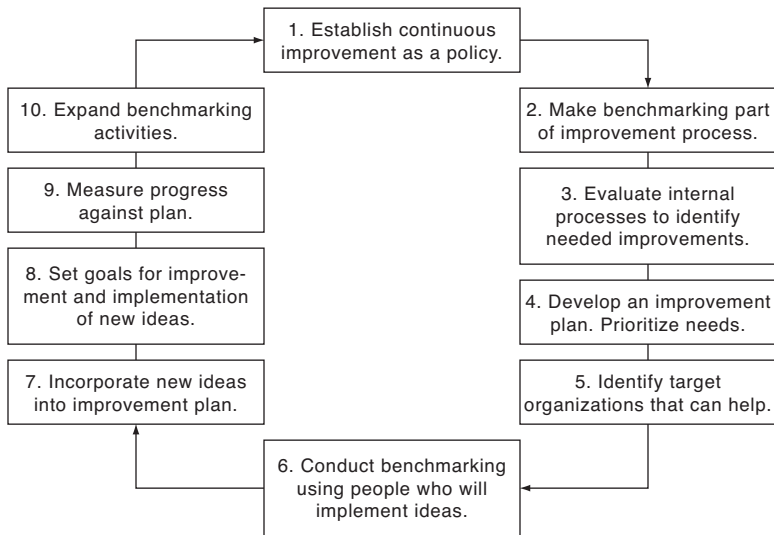 1. Establish continuous
improvement as a policy.
2. Make benchmarking part
of improvement process.
3. Evaluate internal
processes to identify
needed improvements.
4. Develop an improvement
plan. Prioritize needs.
5. Identify target
organizations that can help.
6. Conduct benchmarking
using people who will
implement ideas.
7. Incorporate new ideas
into improvement plan.
8. Set goals for improve-
ment and implementation
of new ideas.
9. Measure progress
against plan.
10. Expand benchmarking
activities.